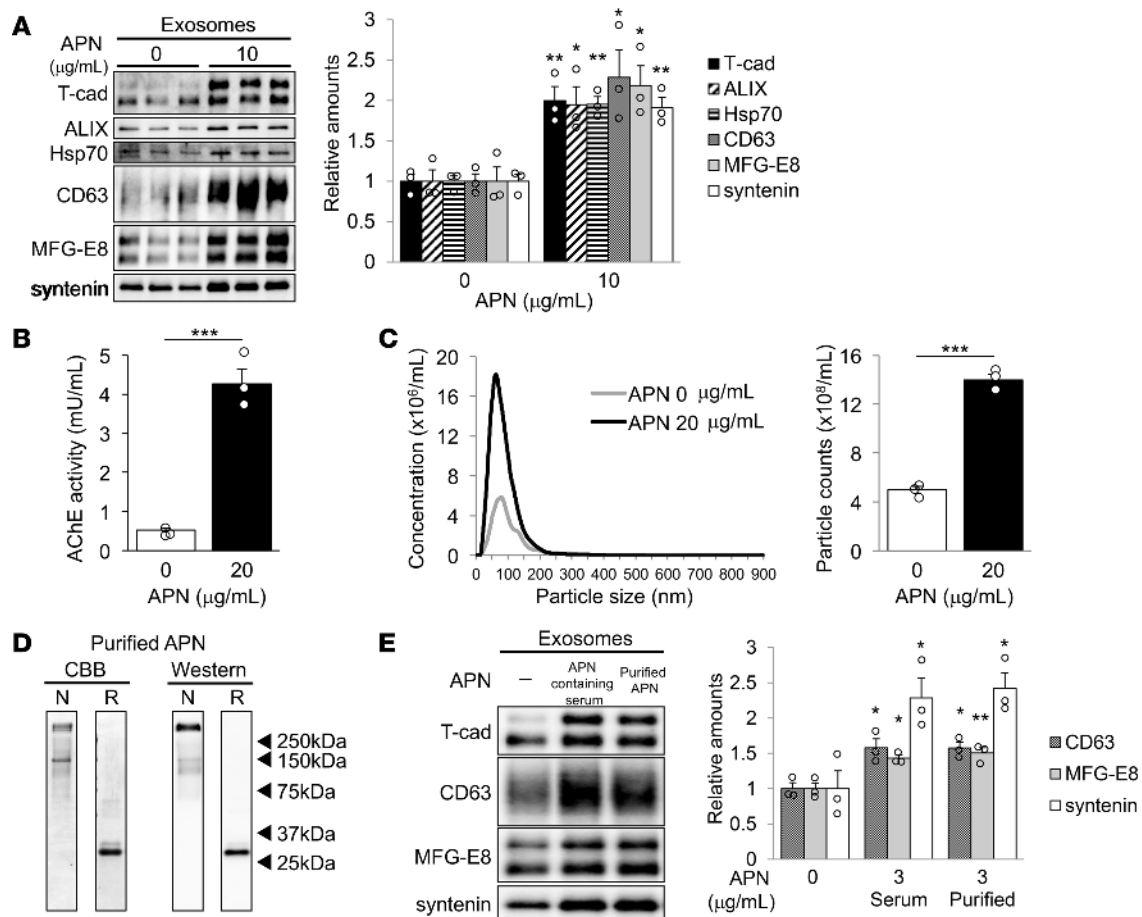 A
Exosomes
APN
(μg/mL)
0
10
T-cad
ALIX
Hsp70
CD63
MFG-E8
syntenin
Relative amounts
3
2.5
2
1.5
1
0.5
0
** * ** * * **
0
10
APN (μg/mL)
T-cad
ALIX
Hsp70
CD63
MFG-E8
syntenin
B
AChE activity (mU/mL)
5
4
3
2
1
0
***
0
20
APN (μg/mL)
C
Concentration (x10⁶/mL)
20
16
12
8
4
0
APN 0 μg/mL
APN 20 μg/mL
0 50 100 150 200 250 300 350 400 450 500 600 700 800 900
Particle size (nm)
Particle counts (x10⁸/mL)
16
12
8
4
0
***
0
20
APN (μg/mL)
D
Purified APN
CBB
Western
N
R
N
R
250kDa
150kDa
75kDa
37kDa
25kDa
E
Exosomes
APN
–
APN
containing
serum
Purified
APN
T-cad
CD63
MFG-E8
syntenin
Relative amounts
3
2.5
2
1.5
1
0.5
0
* * * * ** *
APN
(μg/mL)
0
3
3
Serum
Purified
CD63
MFG-E8
syntenin